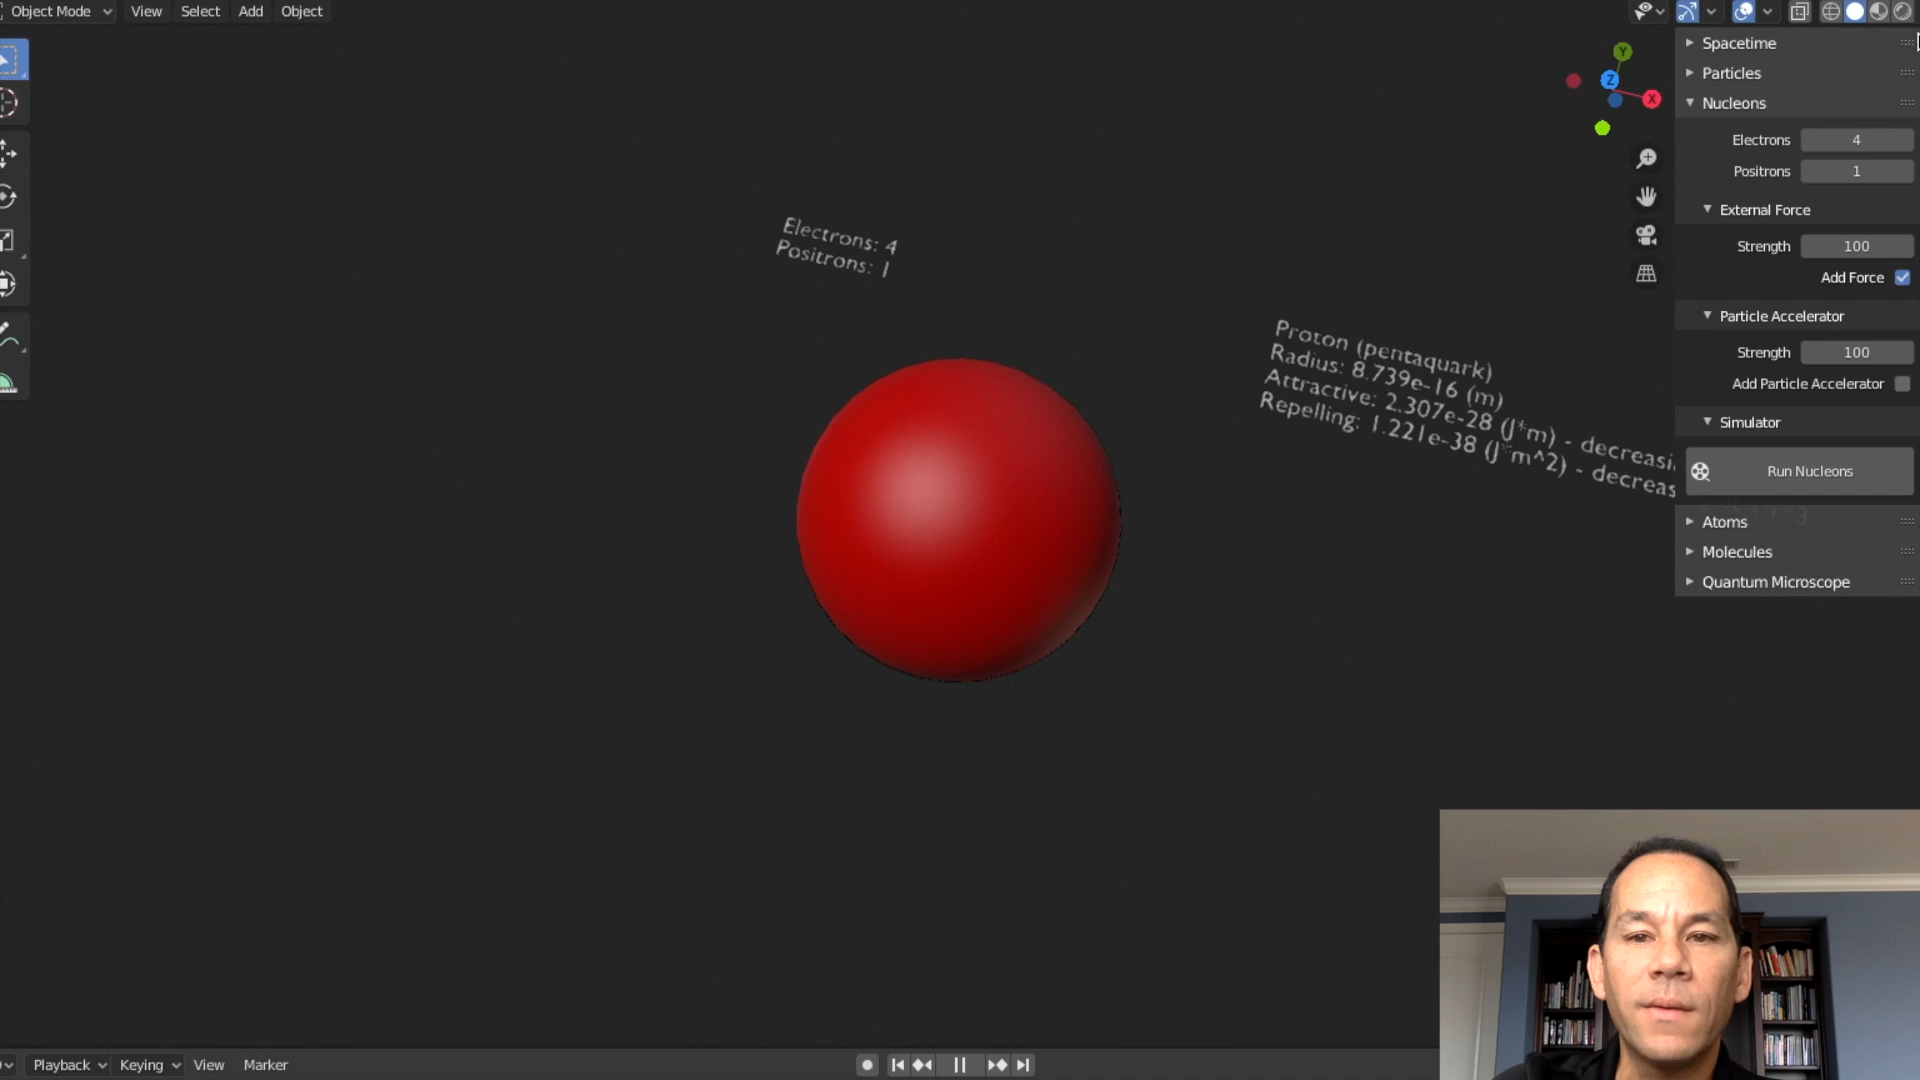 Object Mode
View
Select
Add
Object
Y
Z
X
Spacetime
Particles
Nucleons
Electrons 4
Positrons 1
External Force
Strength 100
Add Force
Particle Accelerator
Strength 100
Add Particle Accelerator
Simulator
Run Nucleons
Atoms
Molecules
Quantum Microscope
Electrons: 4
Positrons: 1
Proton (pentaquark)
Radius: 8.739e-16 (m)
Attractive: 2.307e-28 (J*m) - decreasi
Repelling: 1.221e-38 (J*m^2) - decreas
Playback
Keying
View
Marker